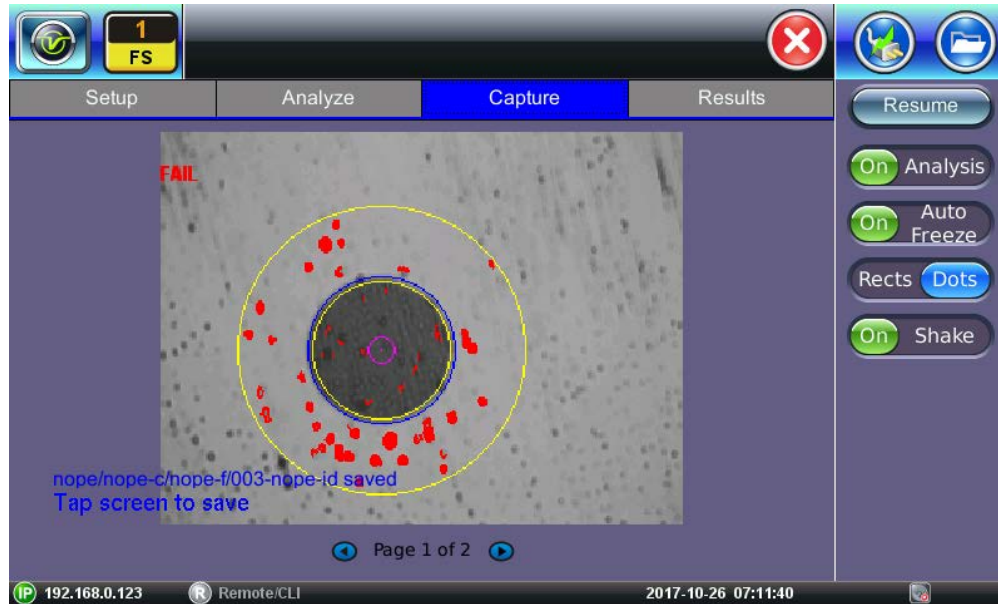 1
FS
Setup
Analyze
Capture
Results
Resume
On Analysis
On Auto Freeze
Rects Dots
On Shake
FAIL
nope/nope-c/nope-f/003-nope-id saved
Tap screen to save
Page 1 of 2
IP 192.168.0.123
R Remote/CLI
2017-10-26 07:11:40